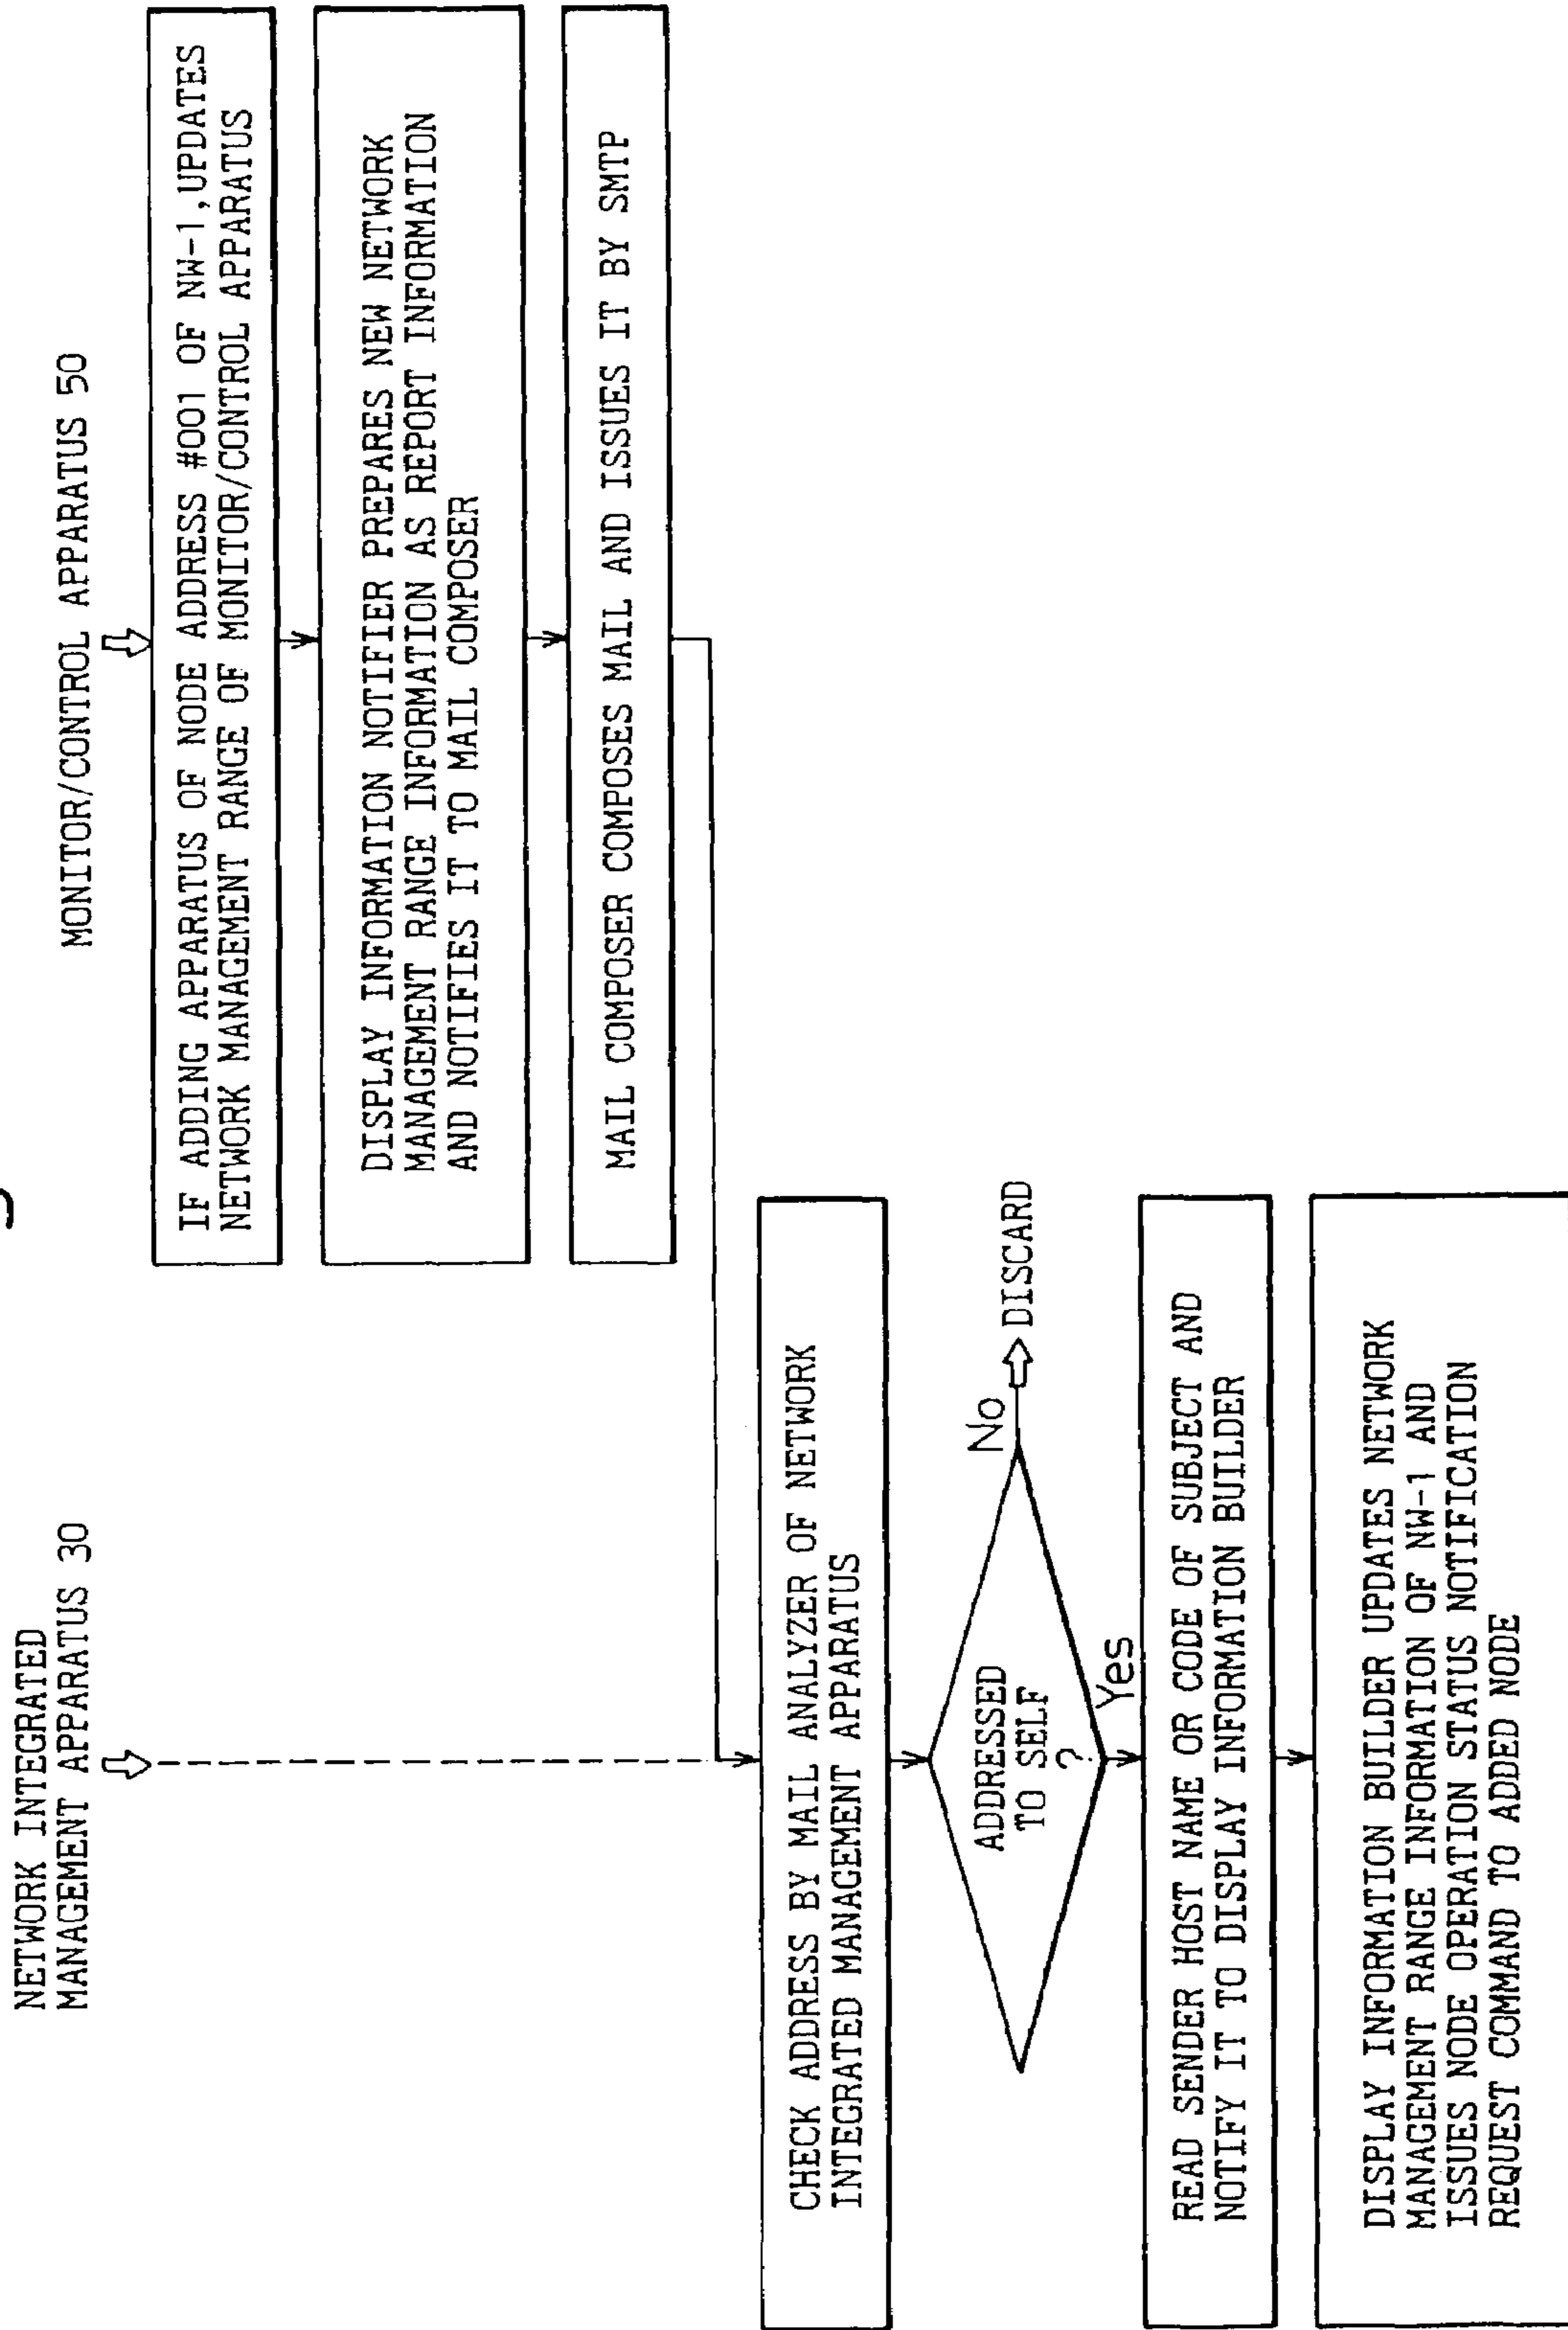 NETWORK INTEGRATED
MANAGEMENT APPARATUS 30
MONITOR/CONTROL APPARATUS 50
IF ADDING APPARATUS OF NODE ADDRESS #001 OF NW-1,UPDATES
NETWORK MANAGEMENT RANGE OF MONITOR/CONTROL APPARATUS
DISPLAY INFORMATION NOTIFIER PREPARES NEW NETWORK
MANAGEMENT RANGE INFORMATION AS REPORT INFORMATION
AND NOTIFIES IT TO MAIL COMPOSER
MAIL COMPOSER COMPOSES MAIL AND ISSUES IT BY SMTP
CHECK ADDRESS BY MAIL ANALYZER OF NETWORK
INTEGRATED MANAGEMENT APPARATUS
ADDRESSED
TO SELF
?
No
DISCARD
Yes
READ SENDER HOST NAME OR CODE OF SUBJECT AND
NOTIFY IT TO DISPLAY INFORMATION BUILDER
DISPLAY INFORMATION BUILDER UPDATES NETWORK
MANAGEMENT RANGE INFORMATION OF NW-1 AND
ISSUES NODE OPERATION STATUS NOTIFICATION
REQUEST COMMAND TO ADDED NODE